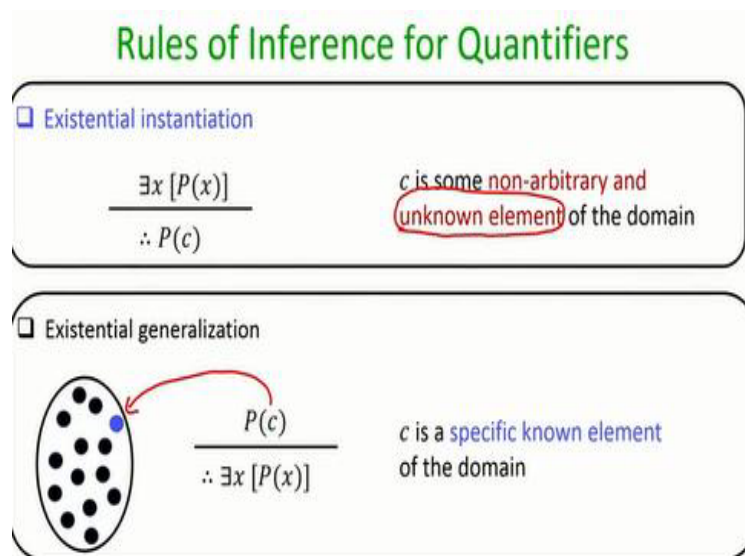 Rules of Inference for Quantifiers
❑ Existential instantiation
∃x [P(x)]
∴ P(c)
c is some non-arbitrary and
unknown element of the domain
❑ Existential generalization
P(c)
∴ ∃x [P(x)]
c is a specific known element
of the domain